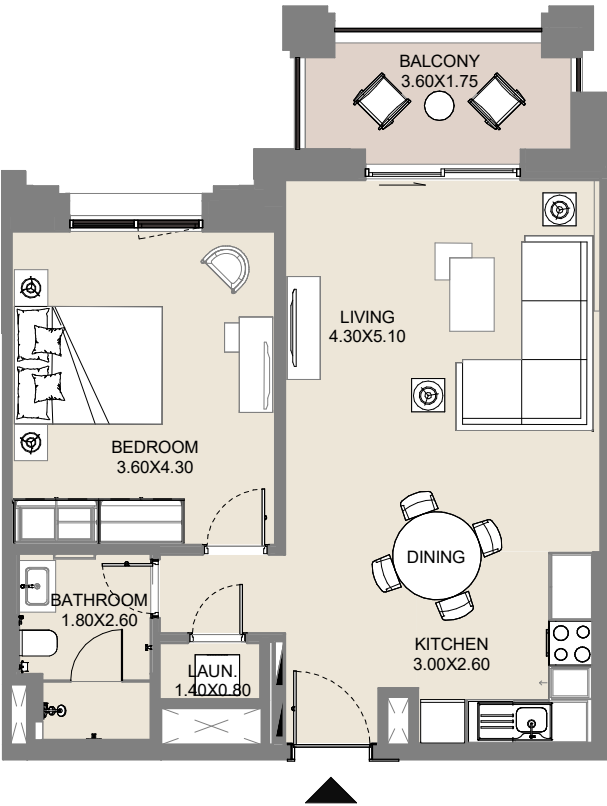 BALCONY
3.60X1.75
LIVING
4.30X5.10
BEDROOM
3.60X4.30
DINING
BATHROOM
1.80X2.60
KITCHEN
3.00X2.60
LAUN.
1.40X0.80